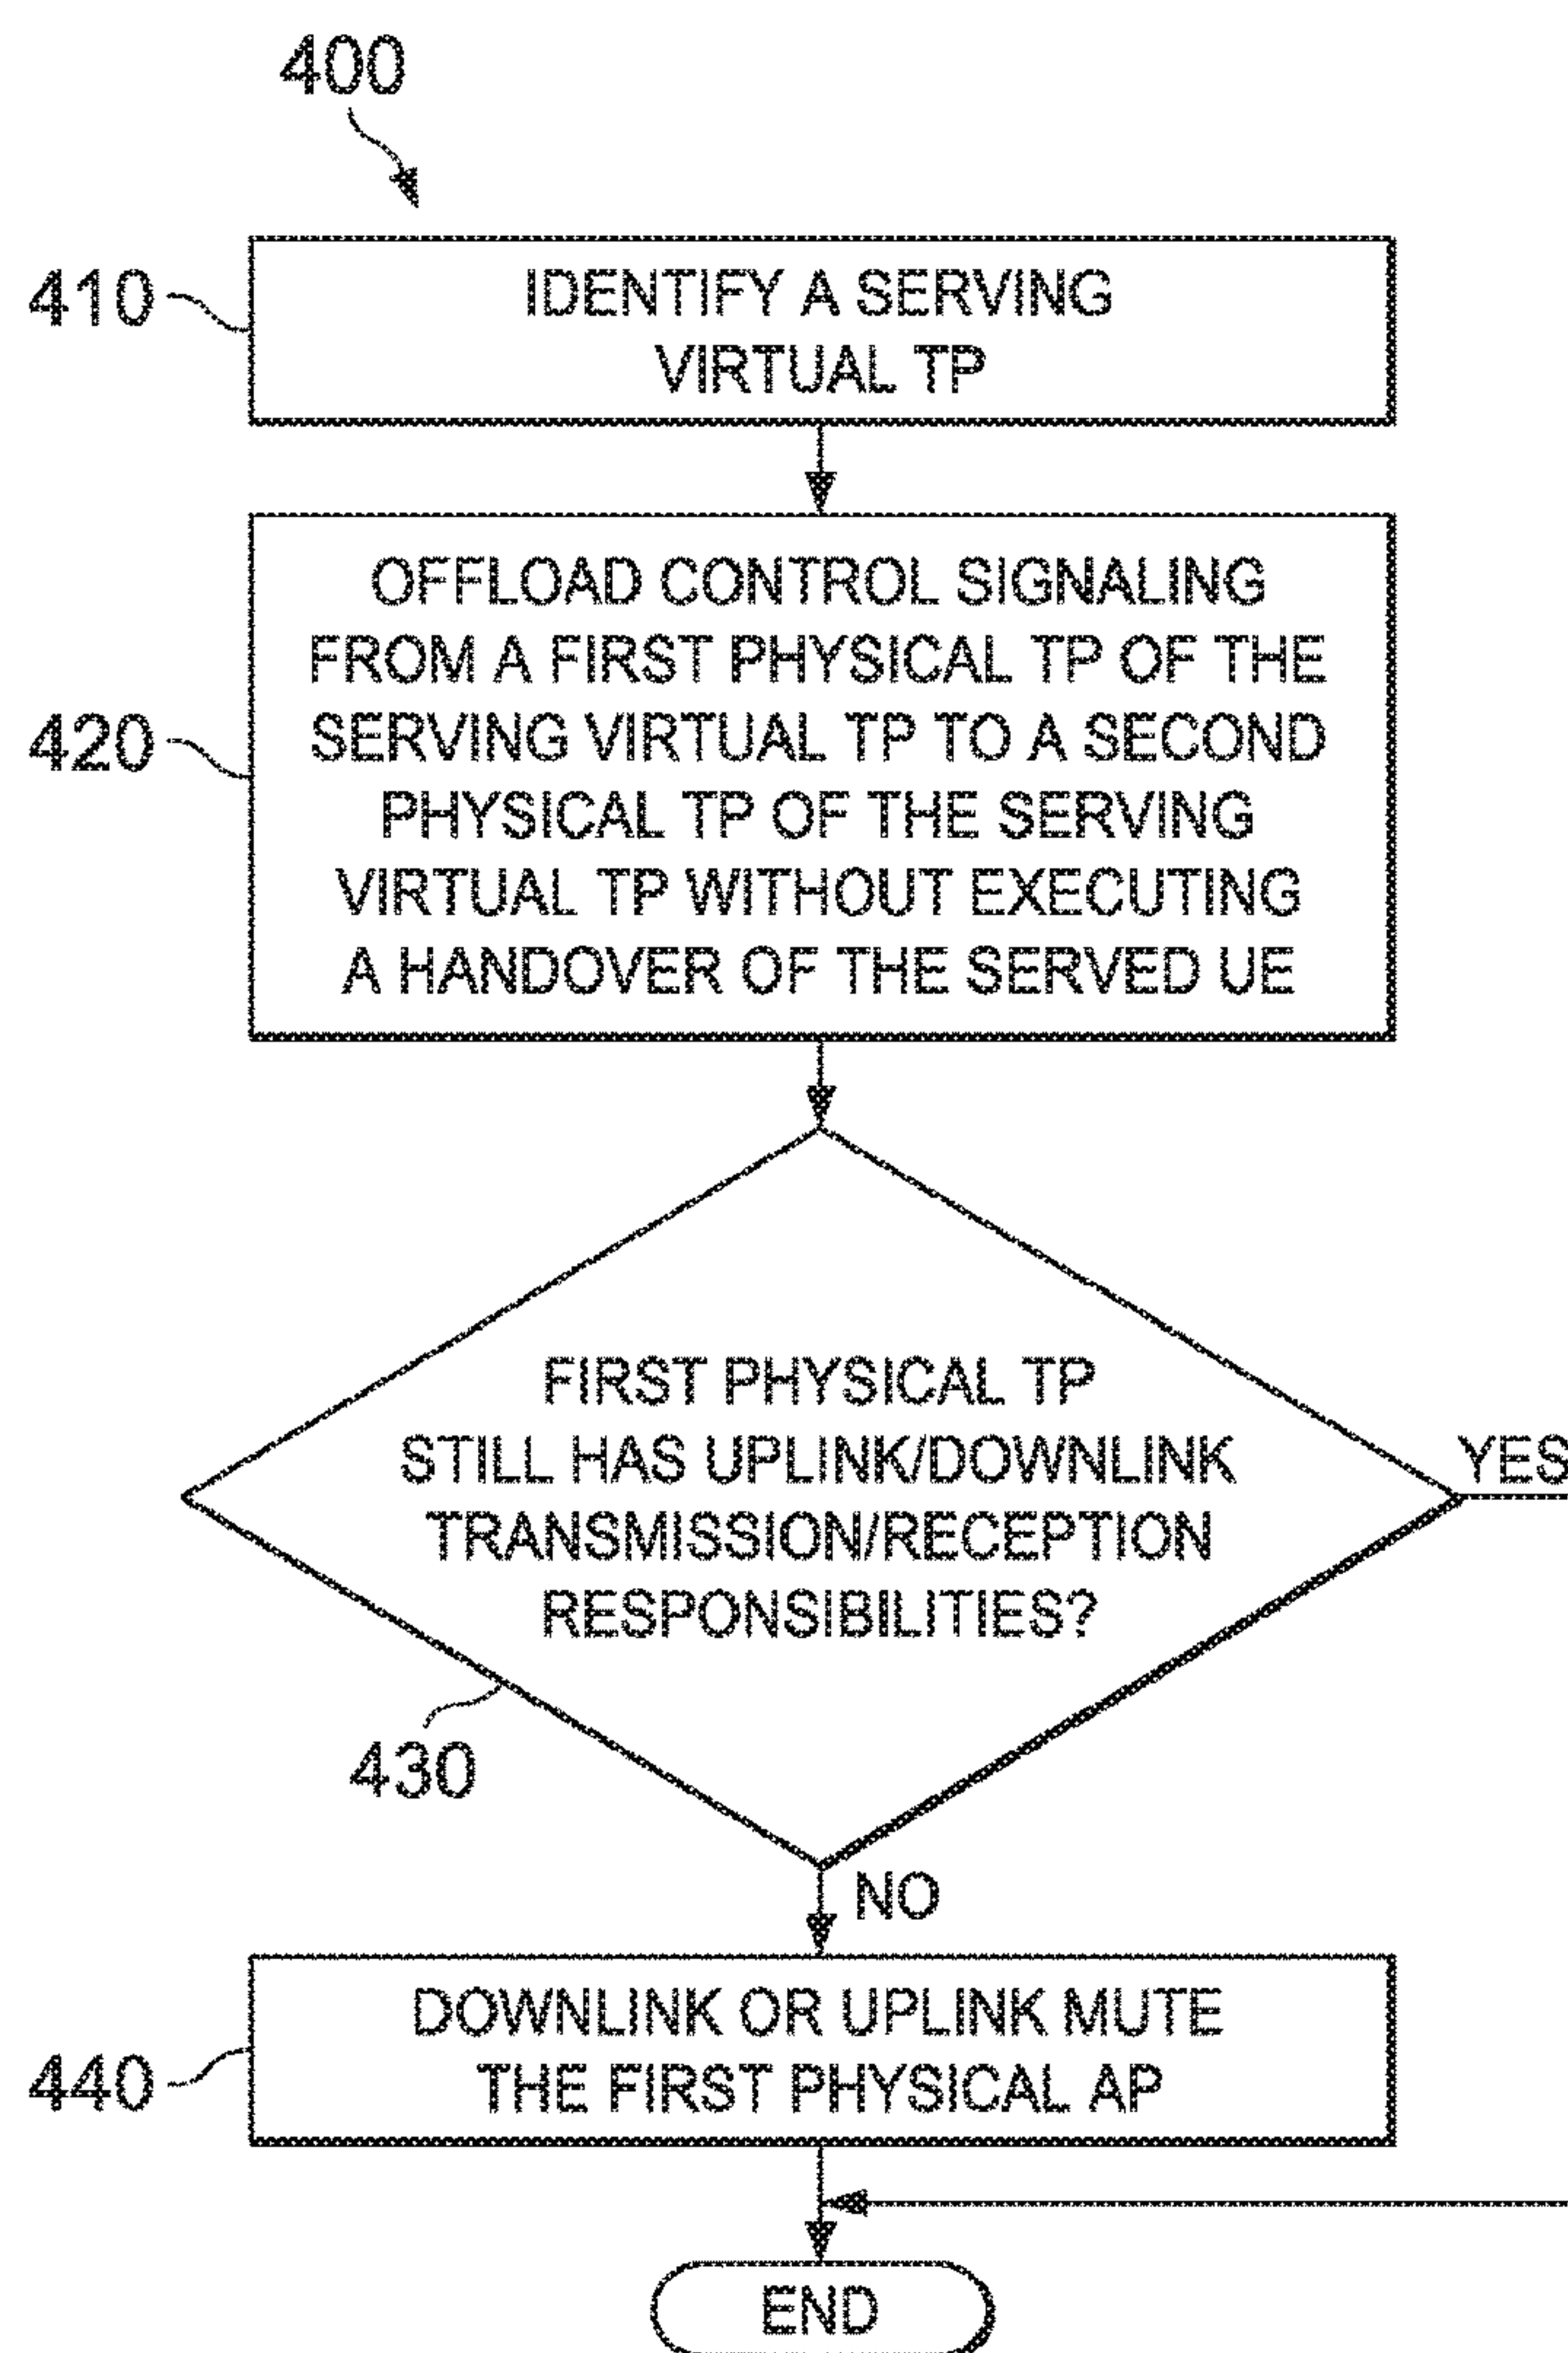 400
410
IDENTIFY A SERVING
VIRTUAL TP
420
OFFLOAD CONTROL SIGNALING
FROM A FIRST PHYSICAL TP OF THE
SERVING VIRTUAL TP TO A SECOND
PHYSICAL TP OF THE SERVING
VIRTUAL TP WITHOUT EXECUTING
A HANDOVER OF THE SERVED UE
FIRST PHYSICAL TP
STILL HAS UPLINK/DOWNLINK
TRANSMISSION/RECEPTION
RESPONSIBILITIES?
YES
430
NO
440
DOWNLINK OR UPLINK MUTE
THE FIRST PHYSICAL AP
END